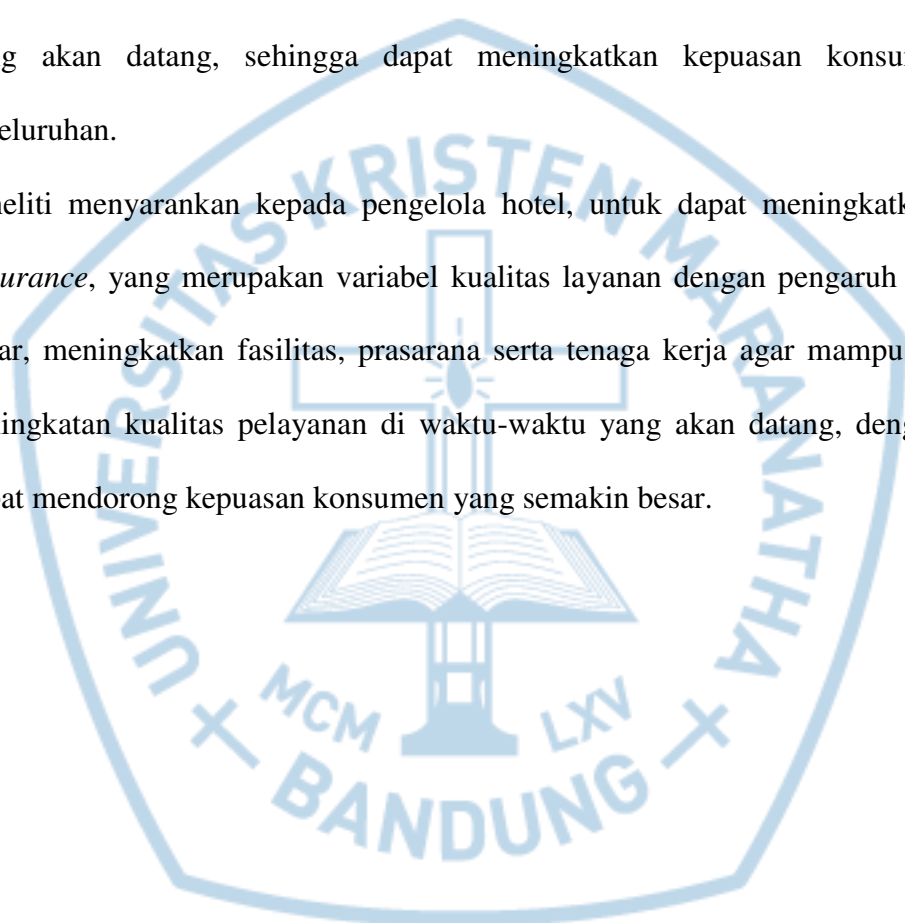 g akan datang, sehingga dapat meningkatkan kepuasan konsu
eluruhan.
eliti menyarankan kepada pengelola hotel, untuk dapat meningkatk
urance, yang merupakan variabel kualitas layanan dengan pengaruh
ar, meningkatkan fasilitas, prasarana serta tenaga kerja agar mampu
ingkatan kualitas pelayanan di waktu-waktu yang akan datang, deng
at mendorong kepuasan konsumen yang semakin besar.
UNIVERSITAS KRISTEN MARANATHA
MCM LXV
BANDUNG